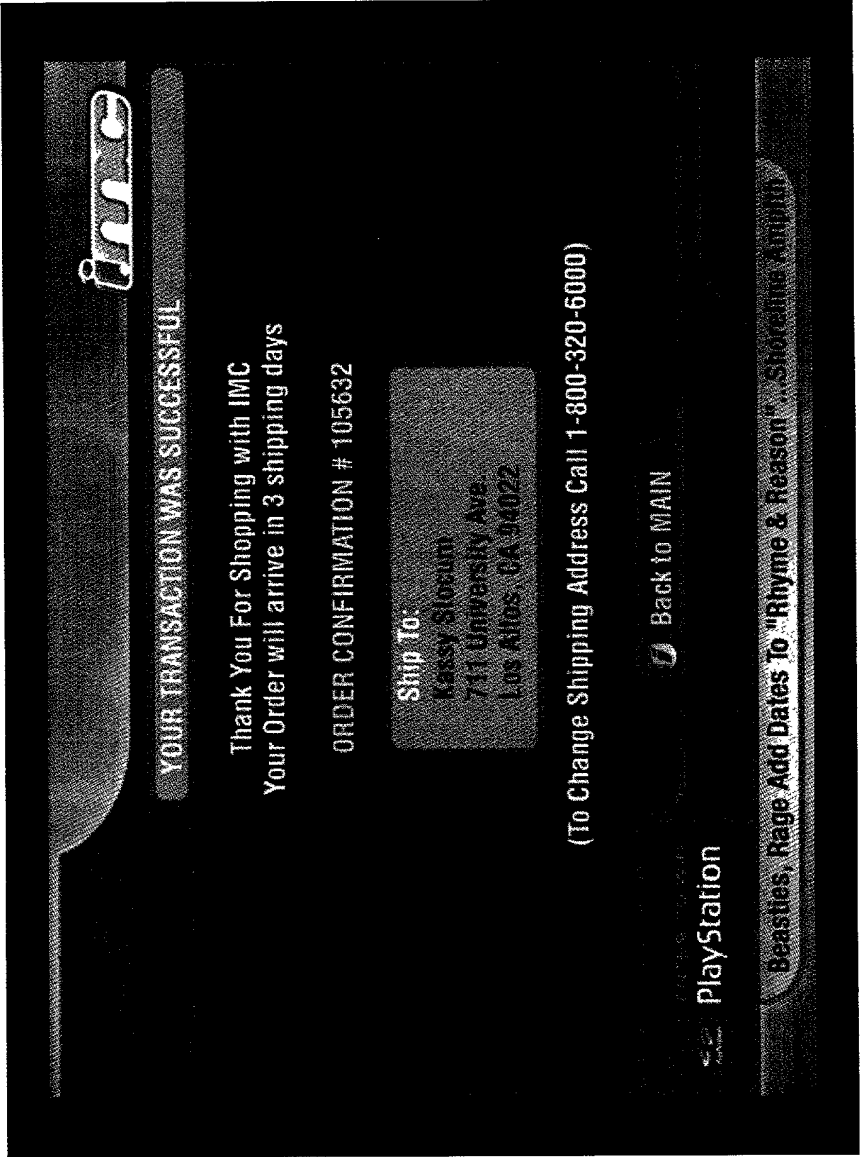 imc
YOUR TRANSACTION WAS SUCCESSFUL
Thank You For Shopping with IMC
Your Order will arrive in 3 shipping days
ORDER CONFIRMATION # 105632
Ship To:
Kassy Slocum
711 University Ave.
Los Altos, CA 94022
(To Change Shipping Address Call 1-800-320-6000)
Back to MAIN
PlayStation
Beasties, Rage Add Dates To "Rhyme & Reason"...Shoreline Amphi